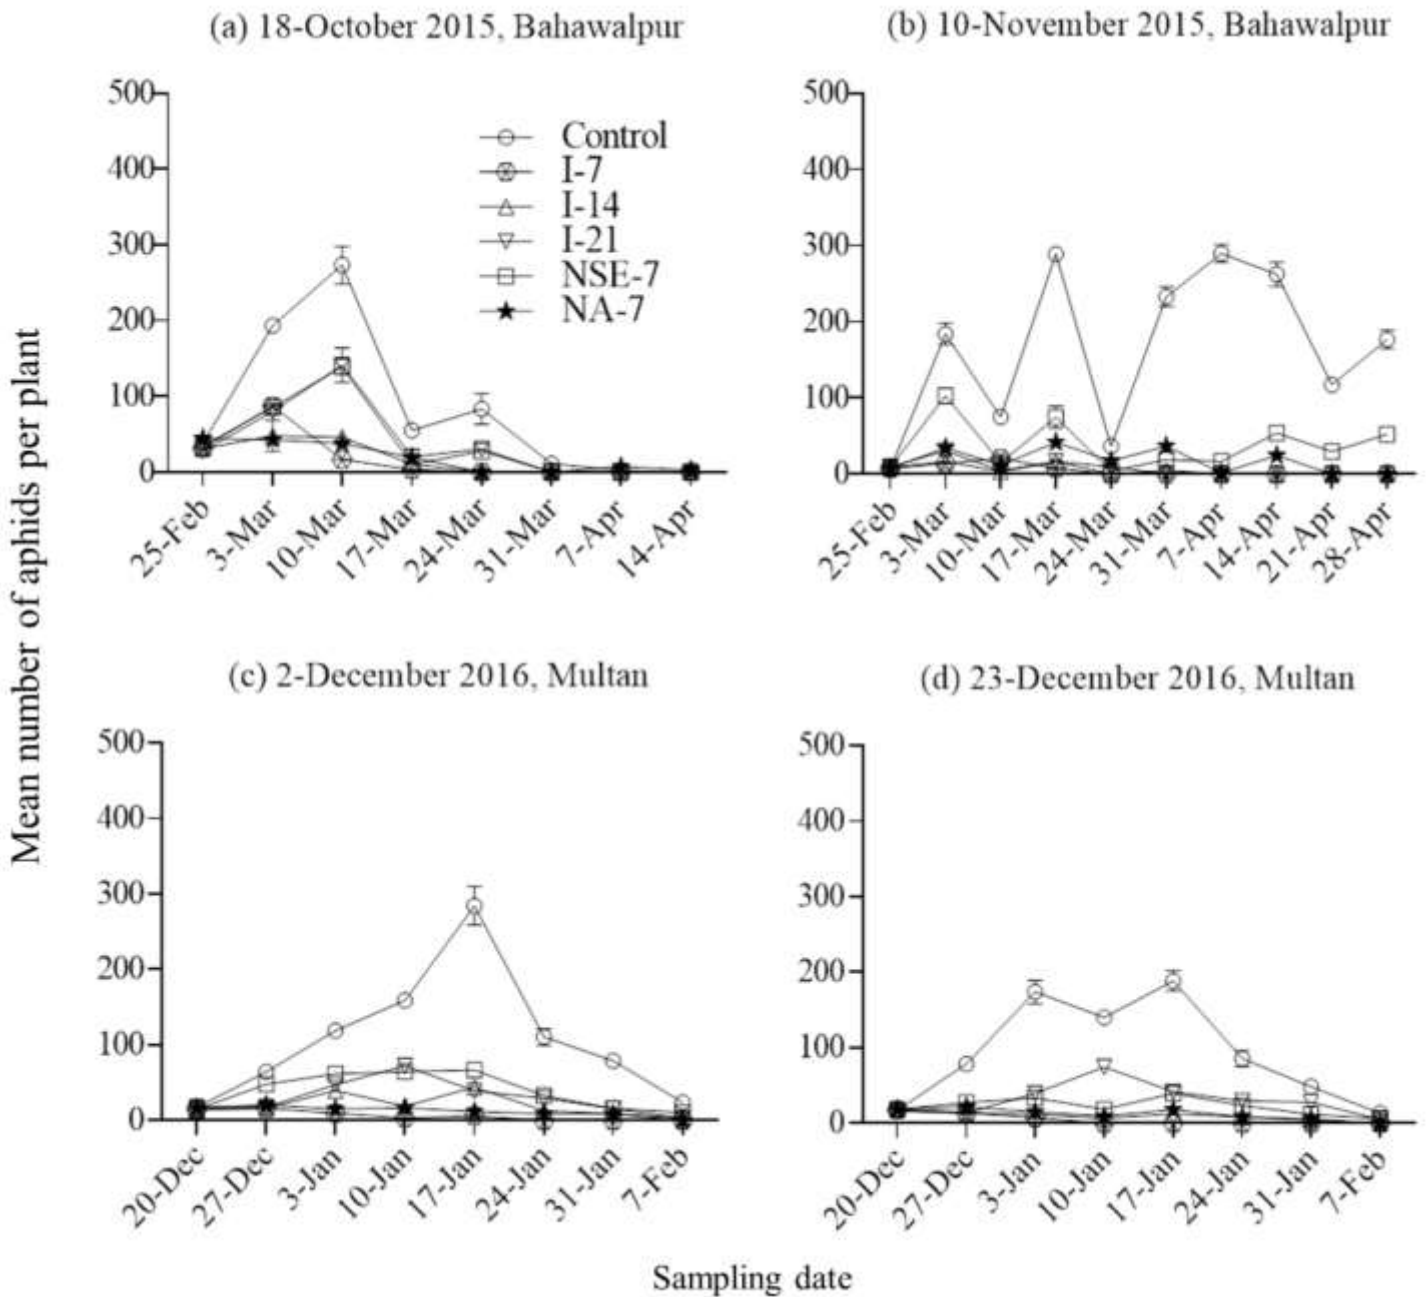 (a) 18-October 2015, Bahawalpur
500
400
300
200
100
0
Control
I-7
I-14
I-21
NSE-7
NA-7
25-Feb
3-Mar
10-Mar
17-Mar
24-Mar
31-Mar
7-Apr
14-Apr
(b) 10-November 2015, Bahawalpur
500
400
300
200
100
0
25-Feb
3-Mar
10-Mar
17-Mar
24-Mar
31-Mar
7-Apr
14-Apr
21-Apr
28-Apr
Mean number of aphids per plant
(c) 2-December 2016, Multan
500
400
300
200
100
0
20-Dec
27-Dec
3-Jan
10-Jan
17-Jan
24-Jan
31-Jan
7-Feb
(d) 23-December 2016, Multan
500
400
300
200
100
0
20-Dec
27-Dec
3-Jan
10-Jan
17-Jan
24-Jan
31-Jan
7-Feb
Sampling date